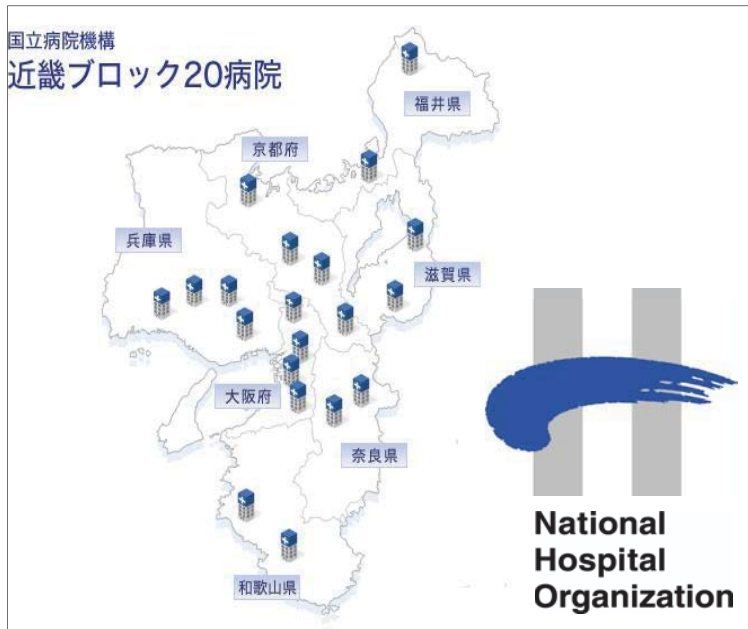 国立病院機構
近畿ブロック20病院
福井県
京都府
兵庫県
滋賀県
大阪府
奈良県
和歌山県
National
Hospital
Organization